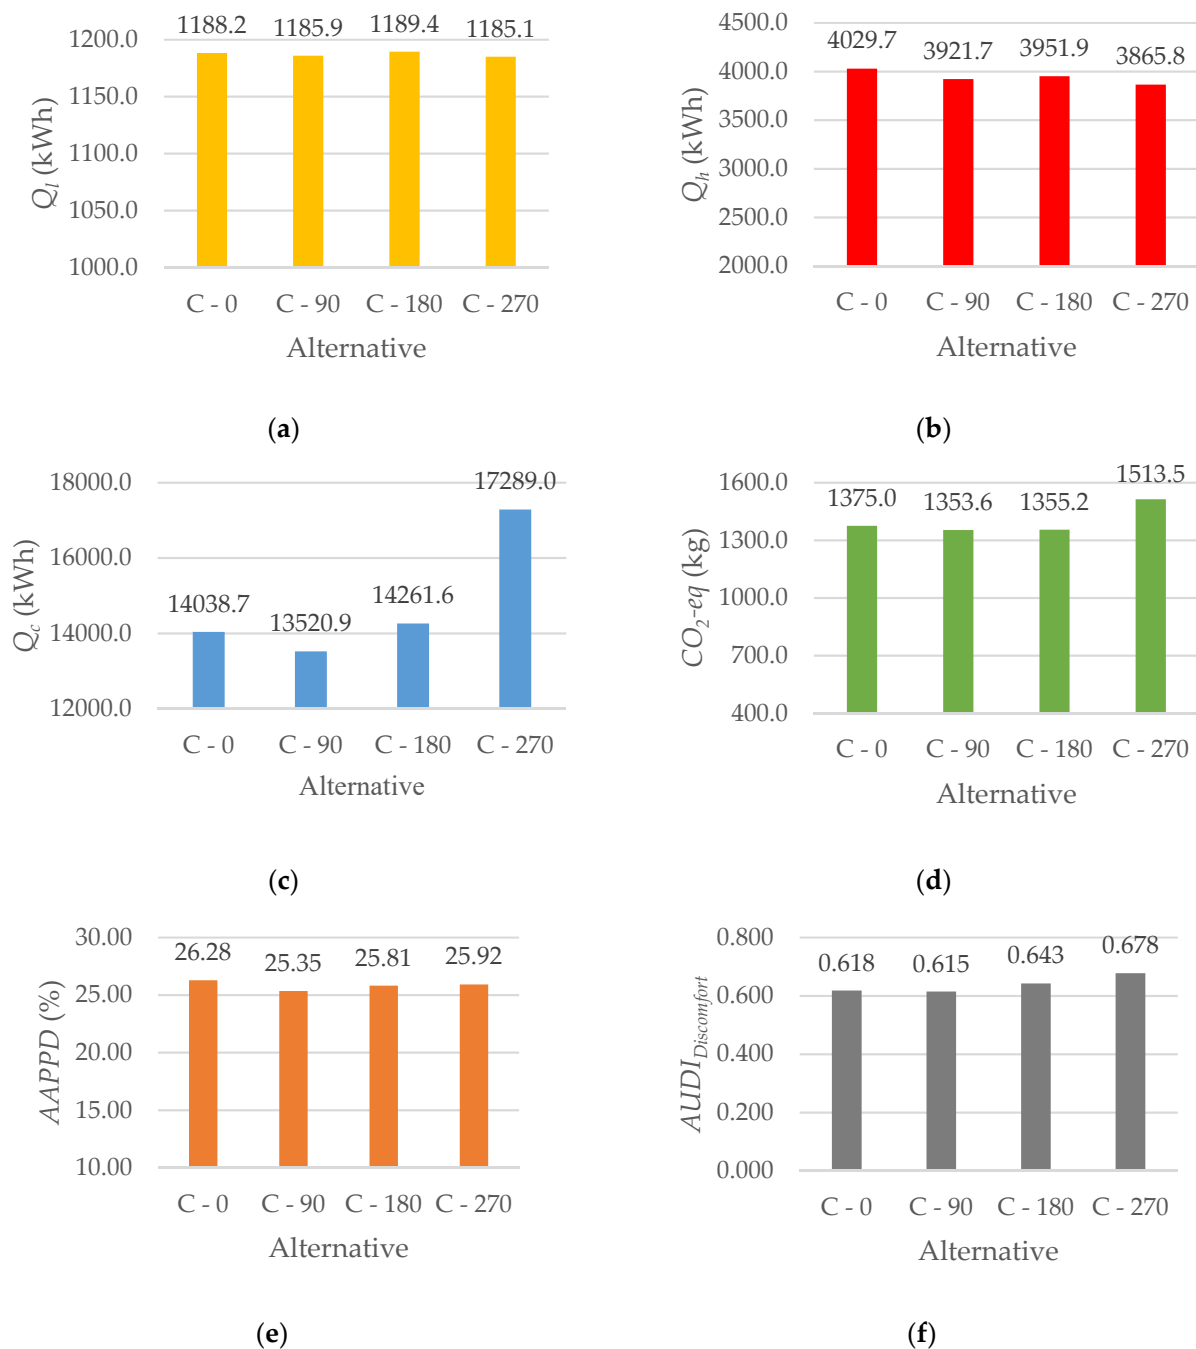 1188.2 1185.9 1189.4 1185.1
1200.0
1150.0
1100.0
1050.0
1000.0
Q_l (kWh)
C - 0 C - 90 C - 180 C - 270
Alternative
(a)
4500.0
4029.7 3921.7 3951.9 3865.8
4000.0
3500.0
3000.0
2500.0
2000.0
Q_h (kWh)
C - 0 C - 90 C - 180 C - 270
Alternative
(b)
18000.0
17289.0
16000.0
14038.7 13520.9 14261.6
14000.0
12000.0
Q_c (kWh)
C - 0 C - 90 C - 180 C - 270
Alternative
(c)
1600.0
1375.0 1353.6 1355.2 1513.5
1300.0
1000.0
700.0
400.0
CO_2-eq (kg)
C - 0 C - 90 C - 180 C - 270
Alternative
(d)
30.00
26.28 25.35 25.81 25.92
25.00
20.00
15.00
10.00
AAPPD (%)
C - 0 C - 90 C - 180 C - 270
Alternative
(e)
0.800
0.618 0.615 0.643 0.678
0.600
0.400
0.200
0.000
AUDI_Discomfort
C - 0 C - 90 C - 180 C - 270
Alternative
(f)